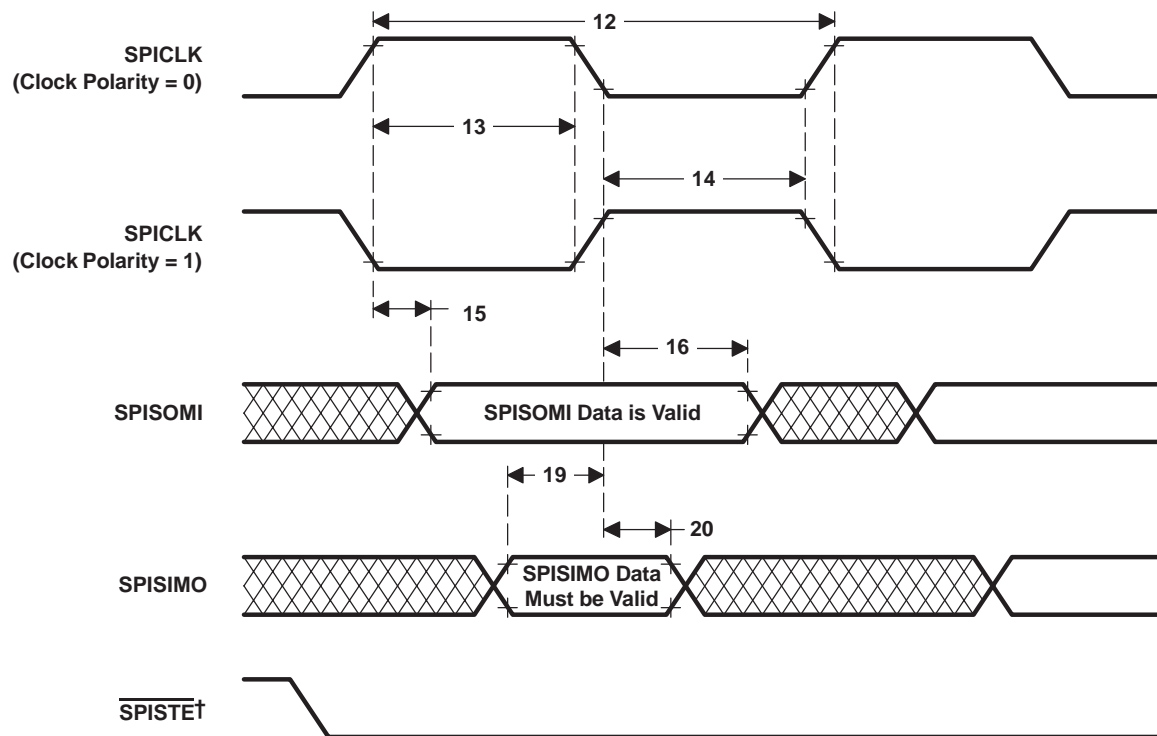 12
SPICLK
(Clock Polarity = 0)
13
14
SPICLK
(Clock Polarity = 1)
15
16
SPISOMI
SPISOMI Data is Valid
19
20
SPISIMO
SPISIMO Data
Must be Valid
SPISTE†